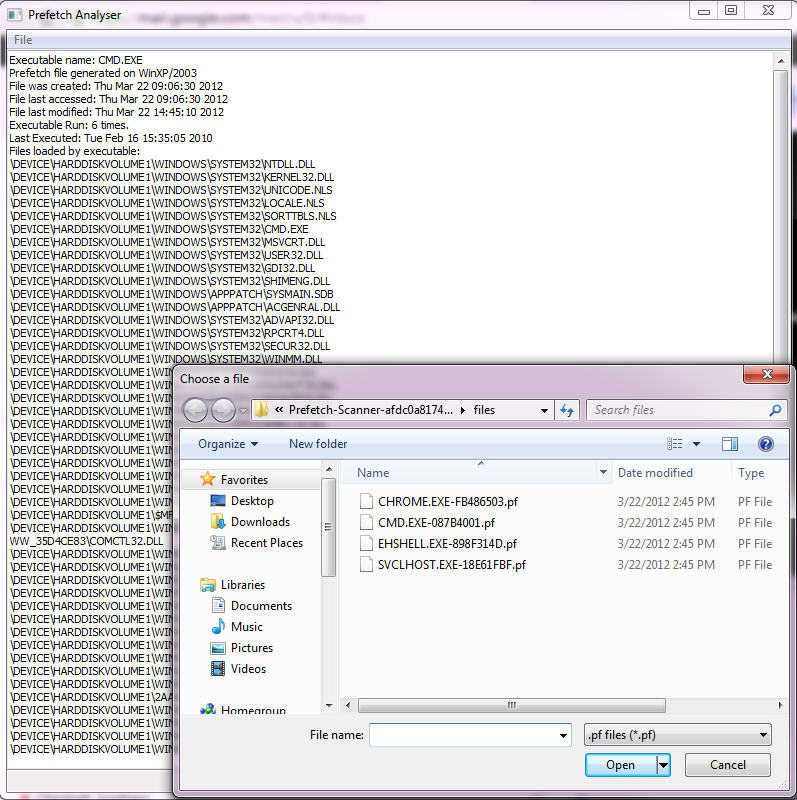 Prefetch Analyser
File
Executable name: CMD.EXE
Prefetch file generated on WinXP/2003
File was created: Thu Mar 22 09:06:30 2012
File last accessed: Thu Mar 22 09:06:30 2012
File last modified: Thu Mar 22 14:45:10 2012
Executable Run: 6 times.
Last Executed: Tue Feb 16 15:35:05 2010
Files loaded by executable:
\DEVICE\HARDDISKVOLUME1\WINDOWS\SYSTEM32\NTDLL.DLL
\DEVICE\HARDDISKVOLUME1\WINDOWS\SYSTEM32\KERNEL32.DLL
\DEVICE\HARDDISKVOLUME1\WINDOWS\SYSTEM32\UNICODE.NLS
\DEVICE\HARDDISKVOLUME1\WINDOWS\SYSTEM32\LOCALE.NLS
\DEVICE\HARDDISKVOLUME1\WINDOWS\SYSTEM32\SORTTBLS.NLS
\DEVICE\HARDDISKVOLUME1\WINDOWS\SYSTEM32\CMD.EXE
\DEVICE\HARDDISKVOLUME1\WINDOWS\SYSTEM32\MSVCRT.DLL
\DEVICE\HARDDISKVOLUME1\WINDOWS\SYSTEM32\USER32.DLL
\DEVICE\HARDDISKVOLUME1\WINDOWS\SYSTEM32\GDI32.DLL
\DEVICE\HARDDISKVOLUME1\WINDOWS\SYSTEM32\SHIMENG.DLL
\DEVICE\HARDDISKVOLUME1\WINDOWS\APPPATCH\SYSMAIN.SDB
\DEVICE\HARDDISKVOLUME1\WINDOWS\APPPATCH\ACGENRAL.DLL
\DEVICE\HARDDISKVOLUME1\WINDOWS\SYSTEM32\ADVAPI32.DLL
\DEVICE\HARDDISKVOLUME1\WINDOWS\SYSTEM32\RPCRT4.DLL
\DEVICE\HARDDISKVOLUME1\WINDOWS\SYSTEM32\SECUR32.DLL
\DEVICE\HARDDISKVOLUME1\WINDOWS\SYSTEM32\WINMM.DLL
\DEVICE\HARDDISKVOLUME1\WIN
\DEVICE\HARDDISKVOLUME1\WIN
\DEVICE\HARDDISKVOLUME1\WIN
\DEVICE\HARDDISKVOLUME1\WIN
\DEVICE\HARDDISKVOLUME1\WIN
\DEVICE\HARDDISKVOLUME1\WIN
\DEVICE\HARDDISKVOLUME1\WIN
\DEVICE\HARDDISKVOLUME1\WIN
\DEVICE\HARDDISKVOLUME1\WIN
\DEVICE\HARDDISKVOLUME1\WIN
\DEVICE\HARDDISKVOLUME1\WIN
\DEVICE\HARDDISKVOLUME1\$MF
\DEVICE\HARDDISKVOLUME1\WIN
WW_35D4CE83\COMCTL32.DLL
\DEVICE\HARDDISKVOLUME1\WIN
\DEVICE\HARDDISKVOLUME1\WIN
\DEVICE\HARDDISKVOLUME1\WIN
\DEVICE\HARDDISKVOLUME1\WIN
\DEVICE\HARDDISKVOLUME1\WIN
\DEVICE\HARDDISKVOLUME1\WIN
\DEVICE\HARDDISKVOLUME1\WIN
\DEVICE\HARDDISKVOLUME1\WIN
\DEVICE\HARDDISKVOLUME1\WIN
\DEVICE\HARDDISKVOLUME1\WIN
\DEVICE\HARDDISKVOLUME1\WIN
\DEVICE\HARDDISKVOLUME1\2AA
\DEVICE\HARDDISKVOLUME1\WIN
\DEVICE\HARDDISKVOLUME1\WIN
\DEVICE\HARDDISKVOLUME1\WIN
\DEVICE\HARDDISKVOLUME1\WIN
Choose a file
« Prefetch-Scanner-afdc0a8174... ▸ files
Search files
Organize
New folder
Favorites
Desktop
Downloads
Recent Places
Libraries
Documents
Music
Pictures
Videos
Homegroup
Name Date modified Type
CHROME.EXE-FB486503.pf 3/22/2012 2:45 PM PF File
CMD.EXE-087B4001.pf 3/22/2012 2:45 PM PF File
EHSHELL.EXE-898F314D.pf 3/22/2012 2:45 PM PF File
SVCLHOST.EXE-18E61FBF.pf 3/22/2012 2:45 PM PF File
File name:
.pf files (*.pf)
Open
Cancel